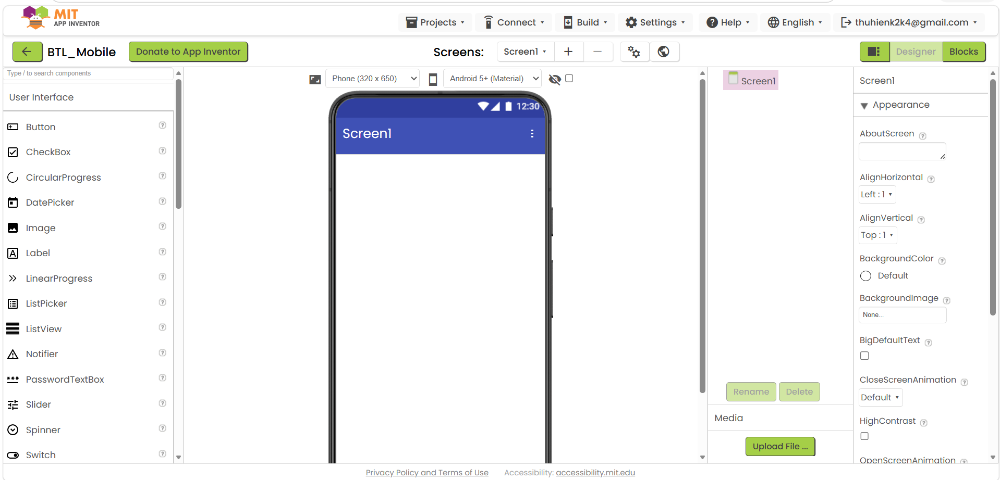 MIT
APP INVENTOR
Projects
Connect
Build
Settings
Help
English
thuhienk2k4@gmail.com
BTL_Mobile
Donate to App Inventor
Screens:
Screen1
Designer
Blocks
Type / to search components
User Interface
Button
CheckBox
CircularProgress
DatePicker
Image
Label
LinearProgress
ListPicker
ListView
Notifier
PasswordTextBox
Slider
Spinner
Switch
Phone (320 x 650)
Android 5+ (Material)
12:30
Screen1
Screen1
Rename
Delete
Media
Upload File ...
Screen1
Appearance
AboutScreen
AlignHorizontal
Left : 1
AlignVertical
Top : 1
BackgroundColor
Default
BackgroundImage
None...
BigDefaultText
CloseScreenAnimation
Default
HighContrast
OpenScreenAnimation
Privacy Policy and Terms of Use
Accessibility: accessibility.mit.edu